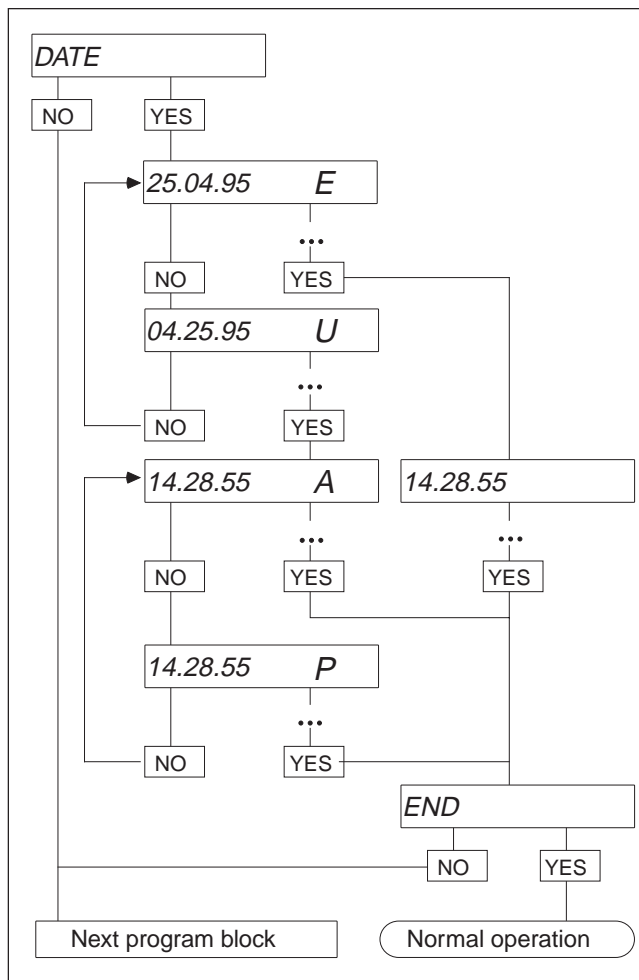 DATE
NO YES
25.04.95 E
...
NO YES
04.25.95 U
...
NO YES
14.28.55 A 14.28.55
... ...
NO YES YES
14.28.55 P
...
NO YES
END
NO YES
Next program block Normal operation